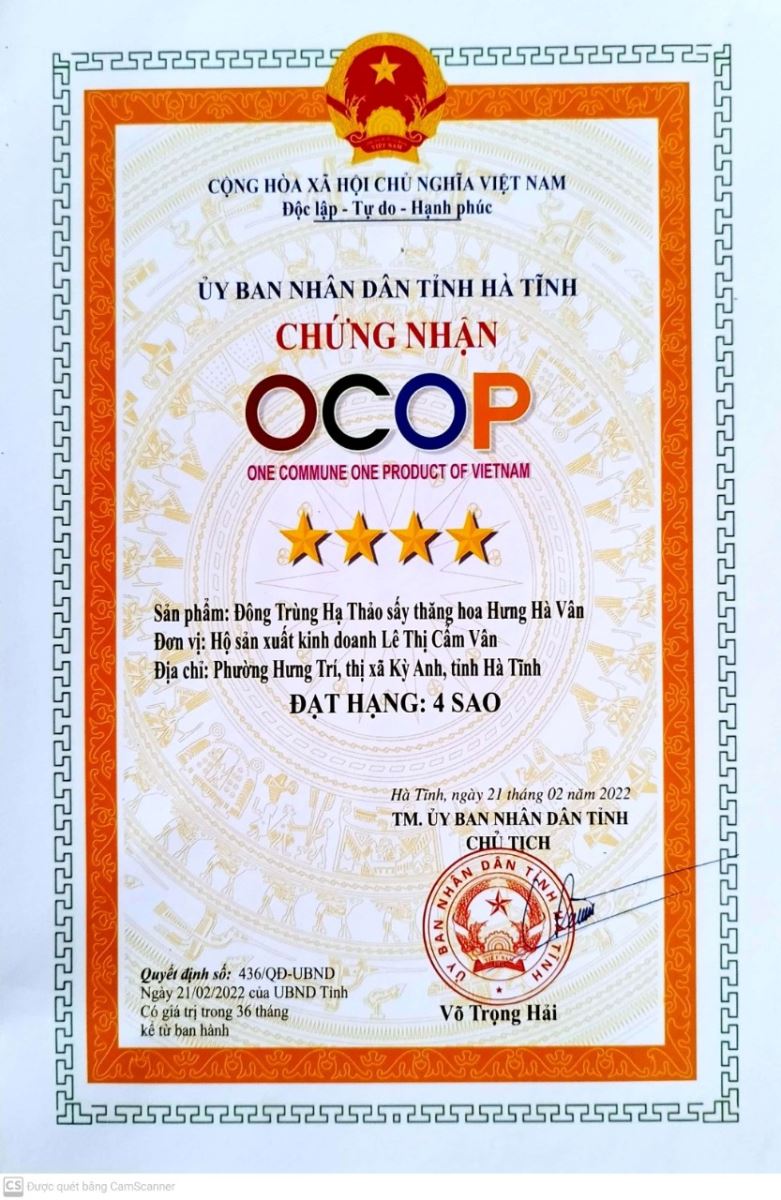 VIỆT NAM
CỘNG HÒA XÃ HỘI CHỦ NGHĨA VIỆT NAM
Độc lập - Tự do - Hạnh phúc
ỦY BAN NHÂN DÂN TỈNH HÀ TĨNH
CHỨNG NHẬN
OCOP
ONE COMMUNE ONE PRODUCT OF VIETNAM
Sản phẩm: Đông Trùng Hạ Thảo sấy thăng hoa Hưng Hà Vân
Đơn vị: Hộ sản xuất kinh doanh Lê Thị Cẩm Vân
Địa chỉ: Phường Hưng Trí, thị xã Kỳ Anh, tỉnh Hà Tĩnh
ĐẠT HẠNG: 4 SAO
Hà Tĩnh, ngày 21 tháng 02 năm 2022
TM. ỦY BAN NHÂN DÂN TỈNH
CHỦ TỊCH
ỦY BAN NHÂN DÂN TỈNH HÀ TĨNH
Võ Trọng Hải
Quyết định số: 436/QĐ-UBND
Ngày 21/02/2022 của UBND Tỉnh
Có giá trị trong 36 tháng
kể từ ban hành
CS Được quét bằng CamScanner